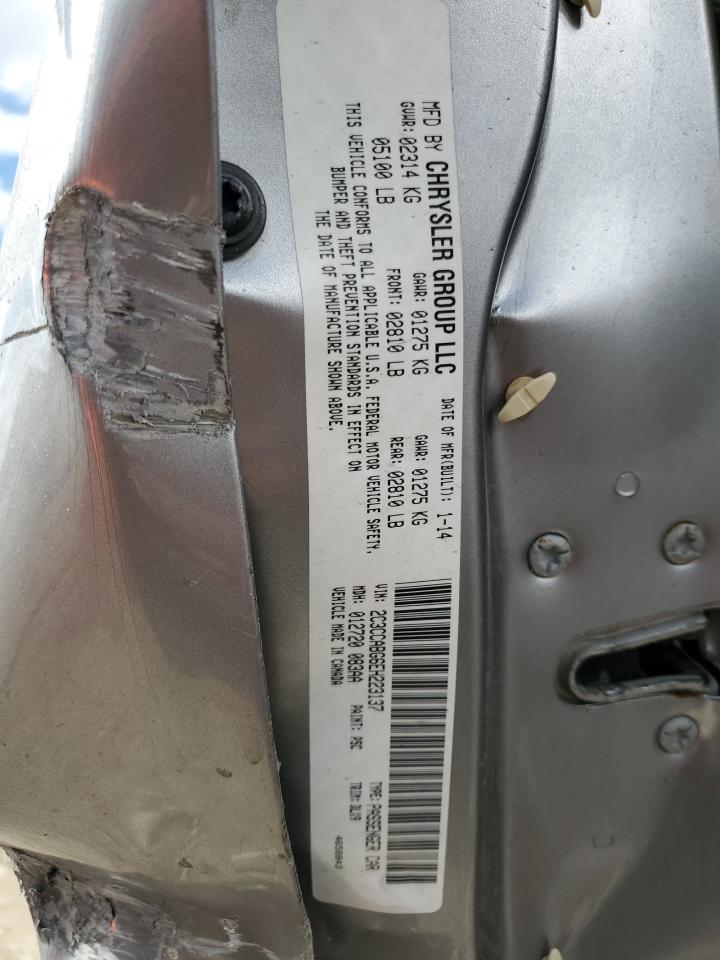 MFD BY CHRYSLER GROUP LLC
DATE OF MFR(BUILT): 1-14
GVWR: 02314 KG
05100 LB
GAWR: 01275 KG
FRONT: 02810 LB
GAWR: 01275 KG
REAR: 02810 LB
THIS VEHICLE CONFORMS TO ALL APPLICABLE U.S.A. FEDERAL MOTOR VEHICLE SAFETY,
BUMPER AND THEFT PREVENTION STANDARDS IN EFFECT ON
THE DATE OF MANUFACTURE SHOWN ABOVE.
VIN: 2C3CCABG6EH223137
TYPE: PASSENGER CAR
MDH: 012720 083AA
PAINT: PSC
TRIM: DLX9
VEHICLE MADE IN CANADA
4658843